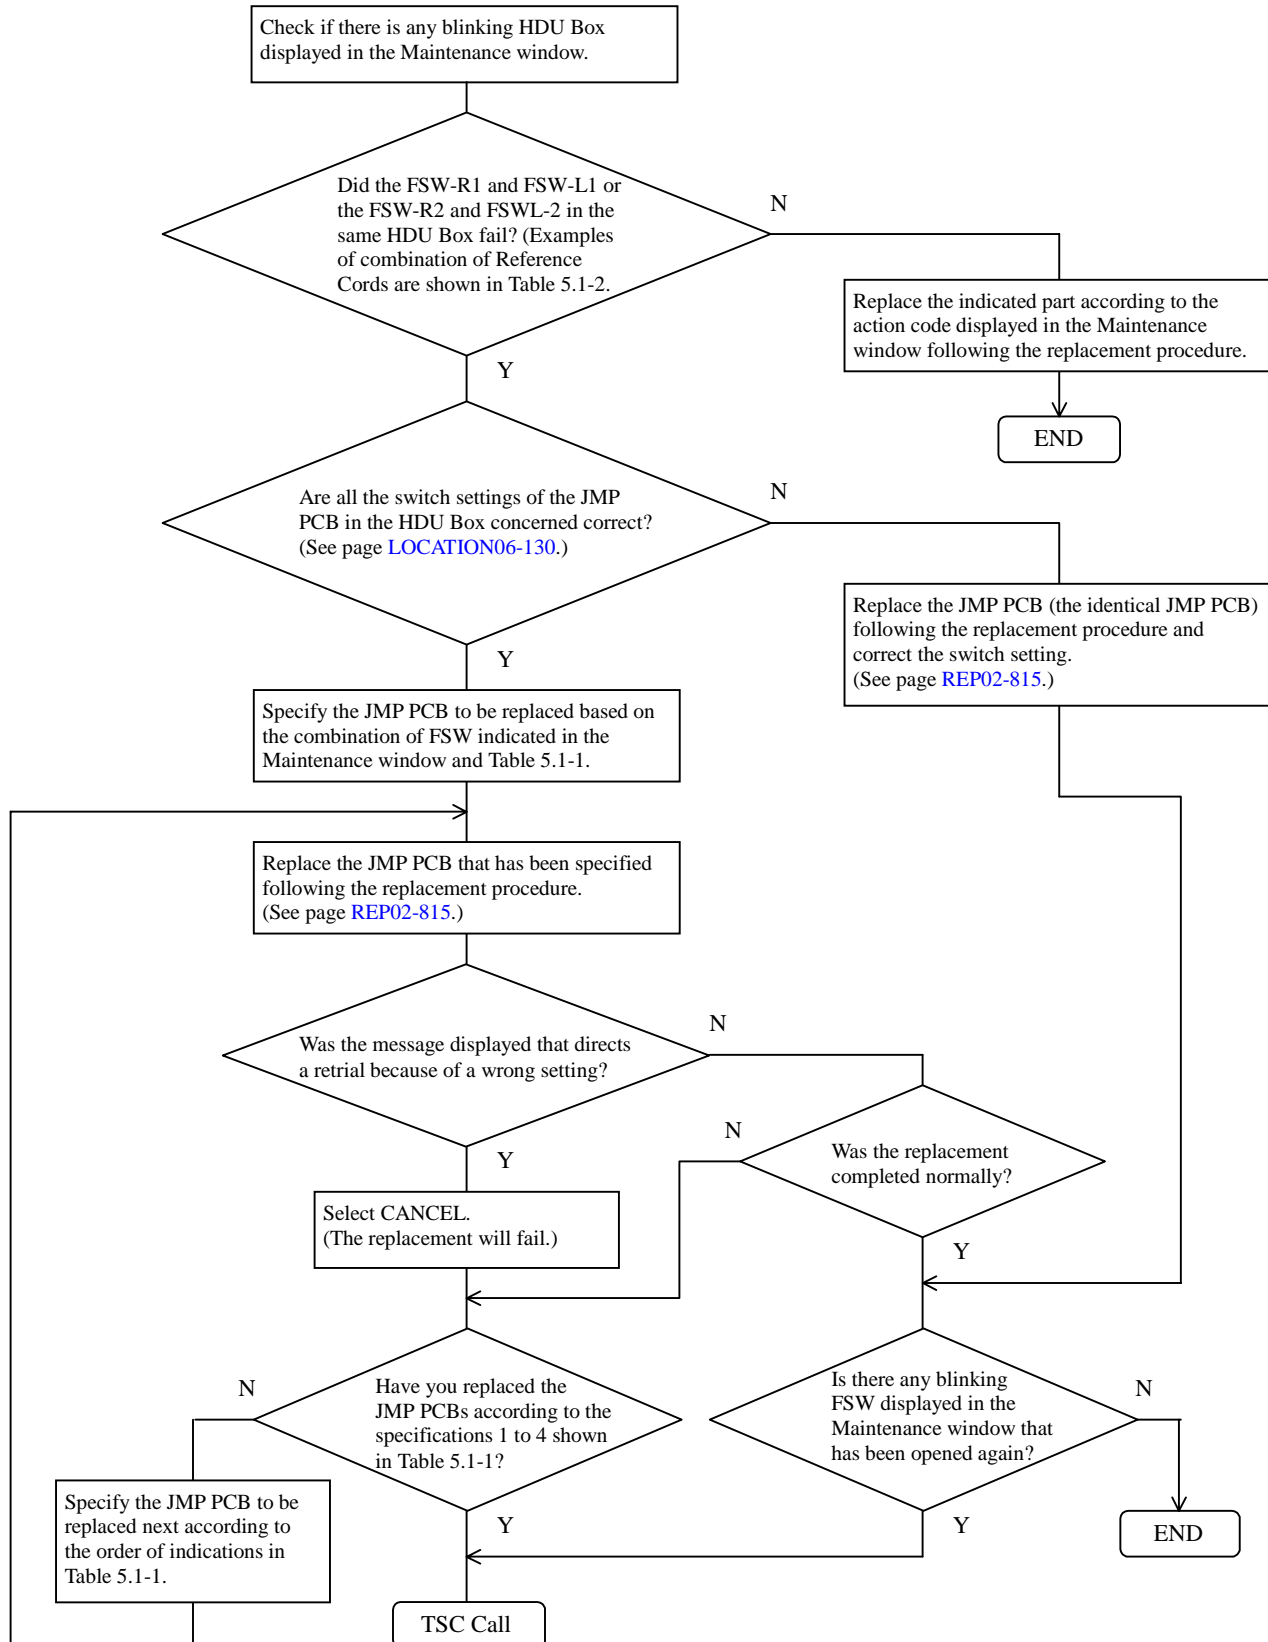 Check if there is any blinking HDU Box
displayed in the Maintenance window.
Did the FSW-R1 and FSW-L1 or
the FSW-R2 and FSWL-2 in the
same HDU Box fail? (Examples
of combination of Reference
Cords are shown in Table 5.1-2.
N
Y
Replace the indicated part according to the
action code displayed in the Maintenance
window following the replacement procedure.
END
Are all the switch settings of the JMP
PCB in the HDU Box concerned correct?
(See page LOCATION06-130.)
N
Y
Replace the JMP PCB (the identical JMP PCB)
following the replacement procedure and
correct the switch setting.
(See page REP02-815.)
Specify the JMP PCB to be replaced based on
the combination of FSW indicated in the
Maintenance window and Table 5.1-1.
Replace the JMP PCB that has been specified
following the replacement procedure.
(See page REP02-815.)
Was the message displayed that directs
a retrial because of a wrong setting?
N
Y
Was the replacement
completed normally?
N
Y
Select CANCEL.
(The replacement will fail.)
Have you replaced the
JMP PCBs according to the
specifications 1 to 4 shown
in Table 5.1-1?
N
Y
Is there any blinking
FSW displayed in the
Maintenance window that
has been opened again?
N
Y
Specify the JMP PCB to be
replaced next according to
the order of indications in
Table 5.1-1.
END
TSC Call